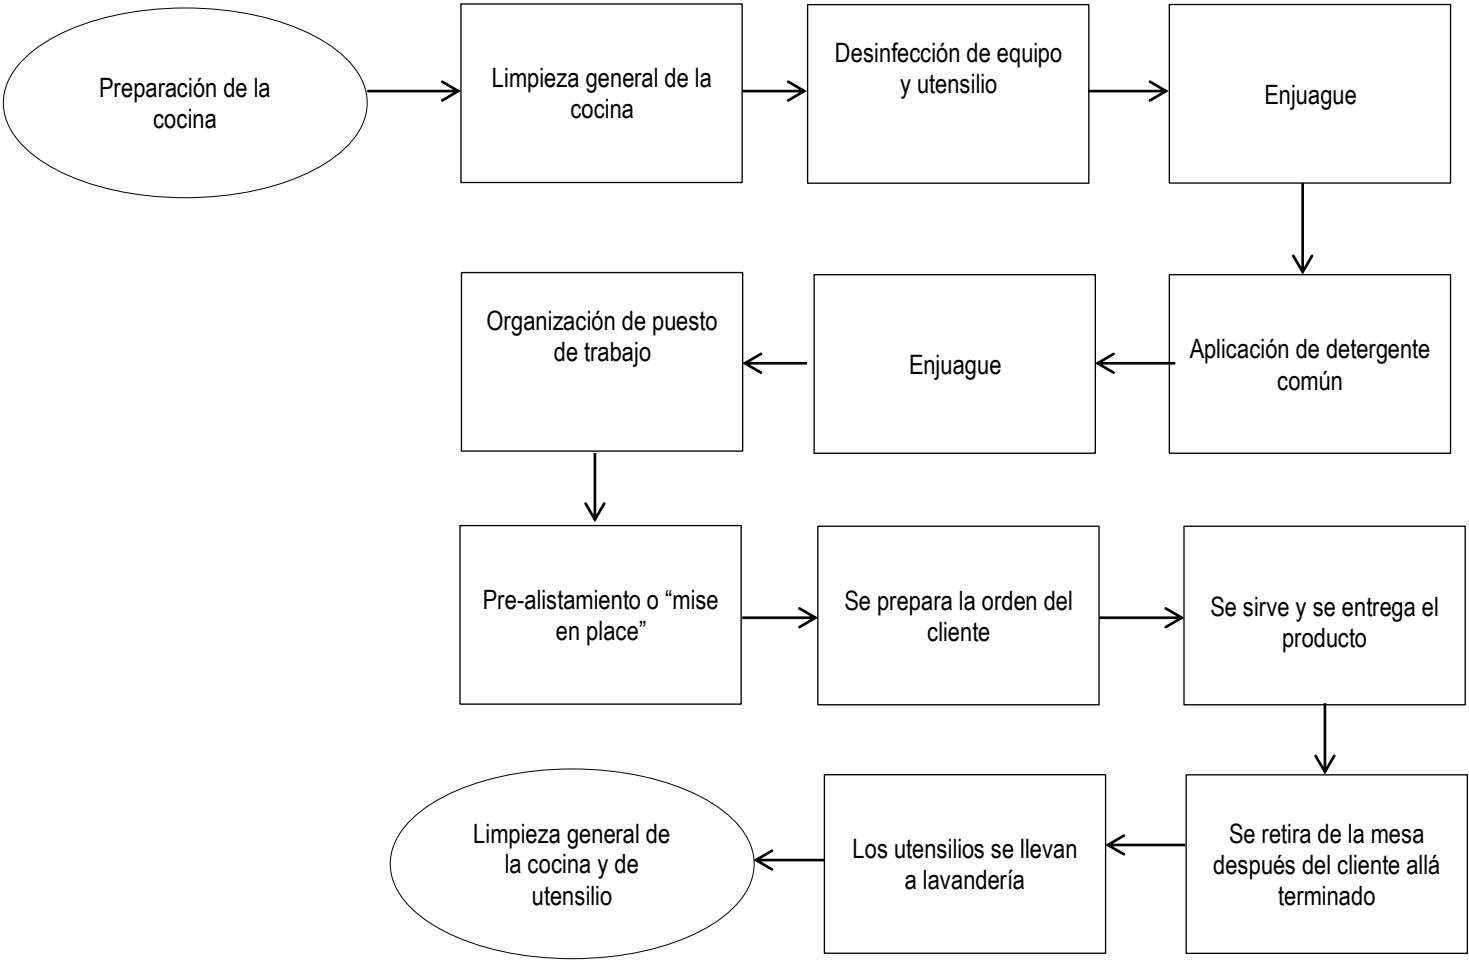 Preparación de la
cocina
Limpieza general de la
cocina
Desinfección de equipo
y utensilio
Enjuague
Aplicación de detergente
común
Enjuague
Organización de puesto
de trabajo
Pre-alistamiento o “mise
en place”
Se prepara la orden del
cliente
Se sirve y se entrega el
producto
Se retira de la mesa
después del cliente allá
terminado
Los utensilios se llevan
a lavandería
Limpieza general de
la cocina y de
utensilio